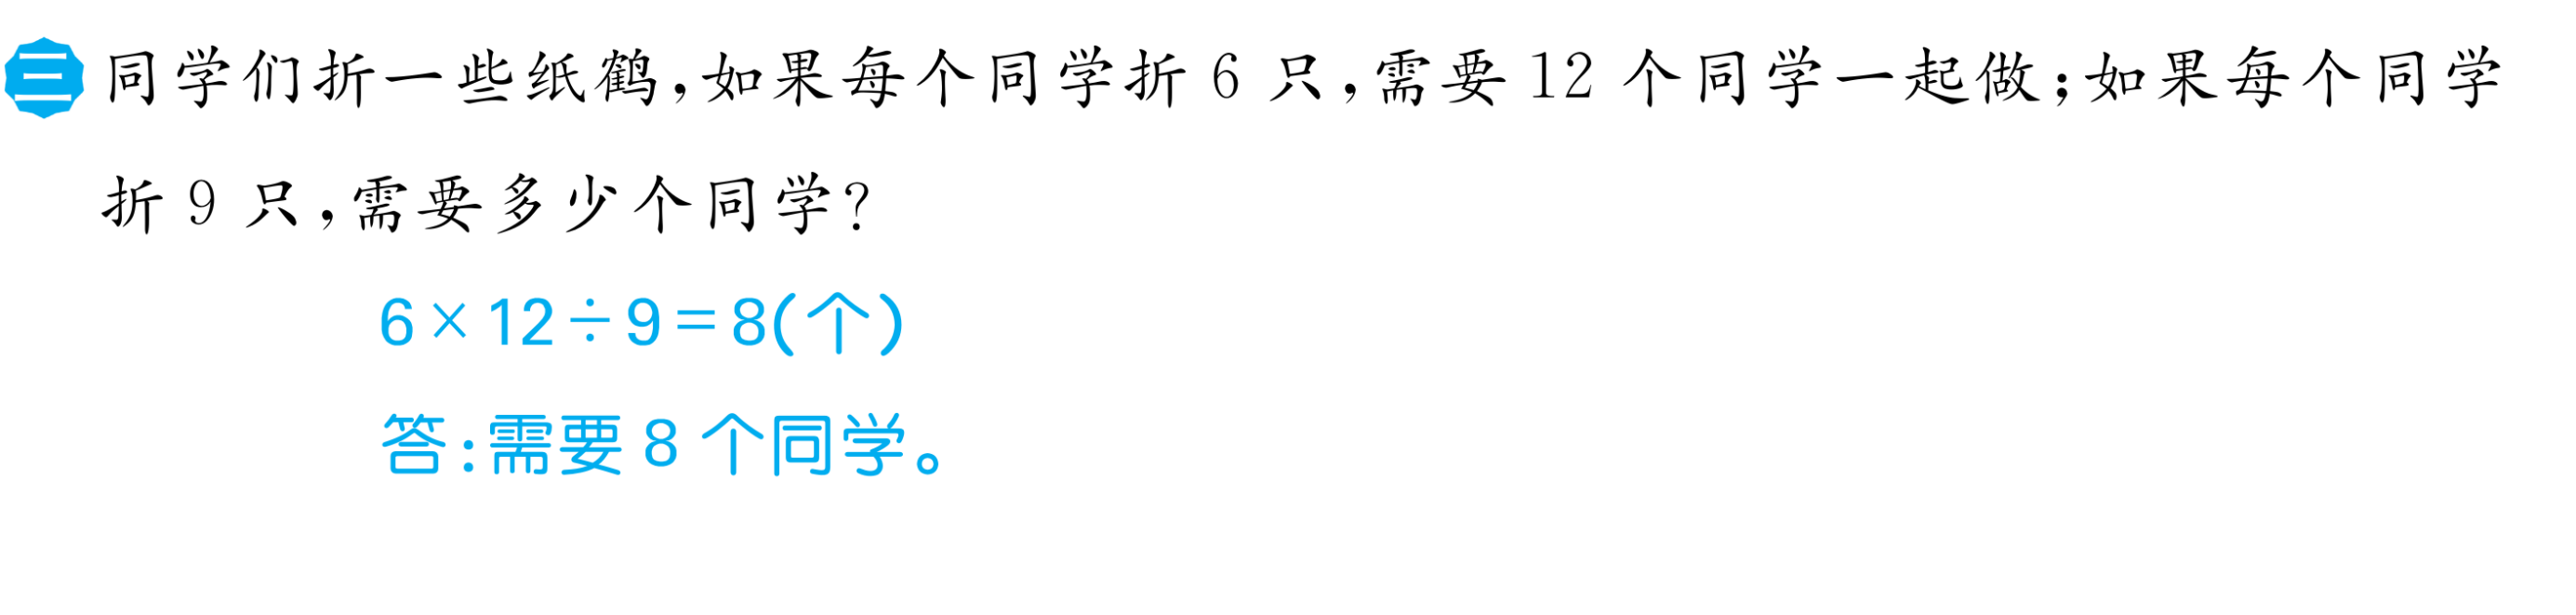 三 同学们折一些纸鹤,如果每个同学折 6 只,需要 12 个同学一起做;如果每个同学
折 9 只,需要多少个同学?
6×12÷9=8(个)
答:需要 8 个同学。